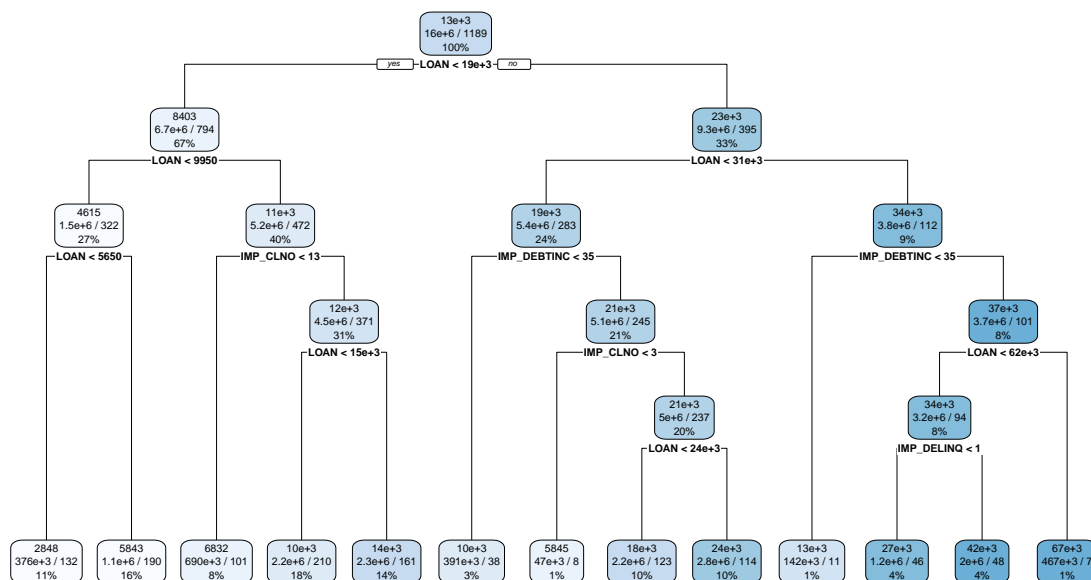 13e+3
16e+6 / 1189
100%
yes LOAN < 19e+3 no
8403
6.7e+6 / 794
67%
LOAN < 9950
23e+3
9.3e+6 / 395
33%
LOAN < 31e+3
4615
1.5e+6 / 322
27%
LOAN < 5650
11e+3
5.2e+6 / 472
40%
IMP_CLNO < 13
19e+3
5.4e+6 / 283
24%
IMP_DEBTINC < 35
34e+3
3.8e+6 / 112
9%
IMP_DEBTINC < 35
12e+3
4.5e+6 / 371
31%
LOAN < 15e+3
21e+3
5.1e+6 / 245
21%
IMP_CLNO < 3
37e+3
3.7e+6 / 101
8%
LOAN < 62e+3
21e+3
5e+6 / 237
20%
LOAN < 24e+3
34e+3
3.2e+6 / 94
8%
IMP_DELINQ < 1
2848
376e+3 / 132
11%
5843
1.1e+6 / 190
16%
6832
690e+3 / 101
8%
10e+3
2.2e+6 / 210
18%
14e+3
2.3e+6 / 161
14%
10e+3
391e+3 / 38
3%
5845
47e+3 / 8
1%
18e+3
2.2e+6 / 123
10%
24e+3
2.8e+6 / 114
10%
13e+3
142e+3 / 11
1%
27e+3
1.2e+6 / 46
4%
42e+3
2e+6 / 48
4%
67e+3
467e+3 / 7
1%